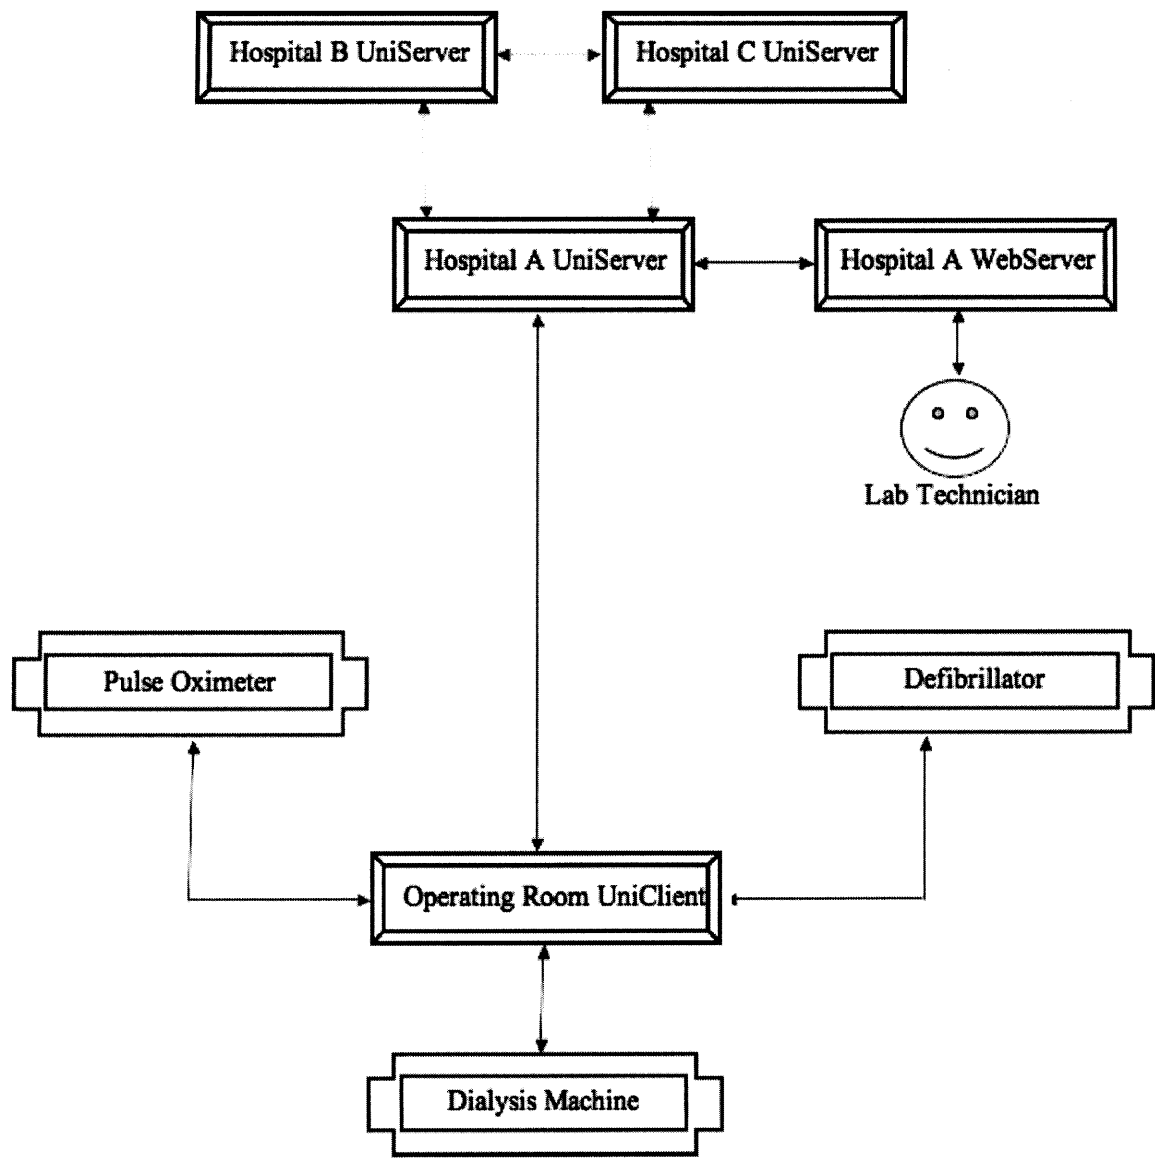 Hospital B UniServer
Hospital C UniServer
Hospital A UniServer
Hospital A WebServer
Lab Technician
Pulse Oximeter
Defibrillator
Operating Room UniClient
Dialysis Machine